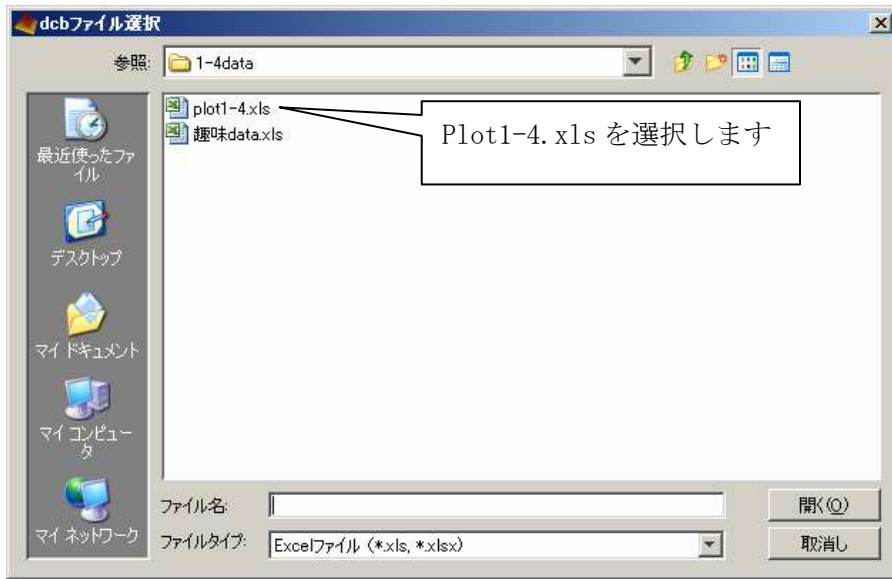 dcbファイル選択
参照:
1-4data
plot1-4.xls
趣味data.xls
Plot1-4.xls を選択します
最近使ったファ
イル
デスクトップ
マイ ドキュメント
マイ コンピュー
タ
マイ ネットワーク
ファイル名:
開く(O)
ファイルタイプ:
Excelファイル (*.xls, *.xlsx)
取消し